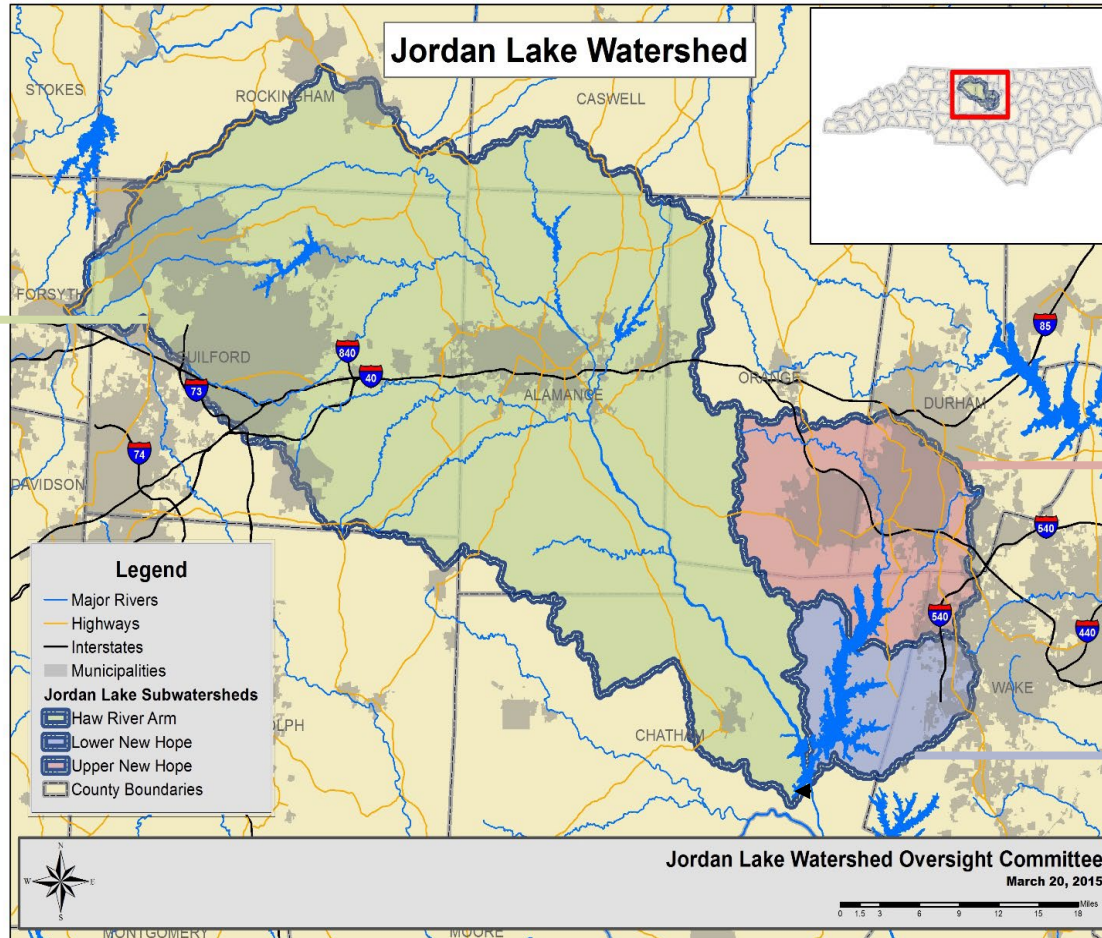 Jordan Lake Watershed
STOKES
ROCKINGHAM
CASWELL
FORSYTH
GUILFORD
840
40
73
ALAMANCE
ORANGE
85
DURHAM
74
DAVIDSON
540
540
440
WAKE
OLPH
CHATHAM
Legend
Major Rivers
Highways
Interstates
Municipalities
Jordan Lake Subwatersheds
Haw River Arm
Lower New Hope
Upper New Hope
County Boundaries
N
W E
S
Jordan Lake Watershed Oversight Committee
March 20, 2015
Miles
0 1.5 3 6 9 12 15 18
MONTGOMERY
MOORE